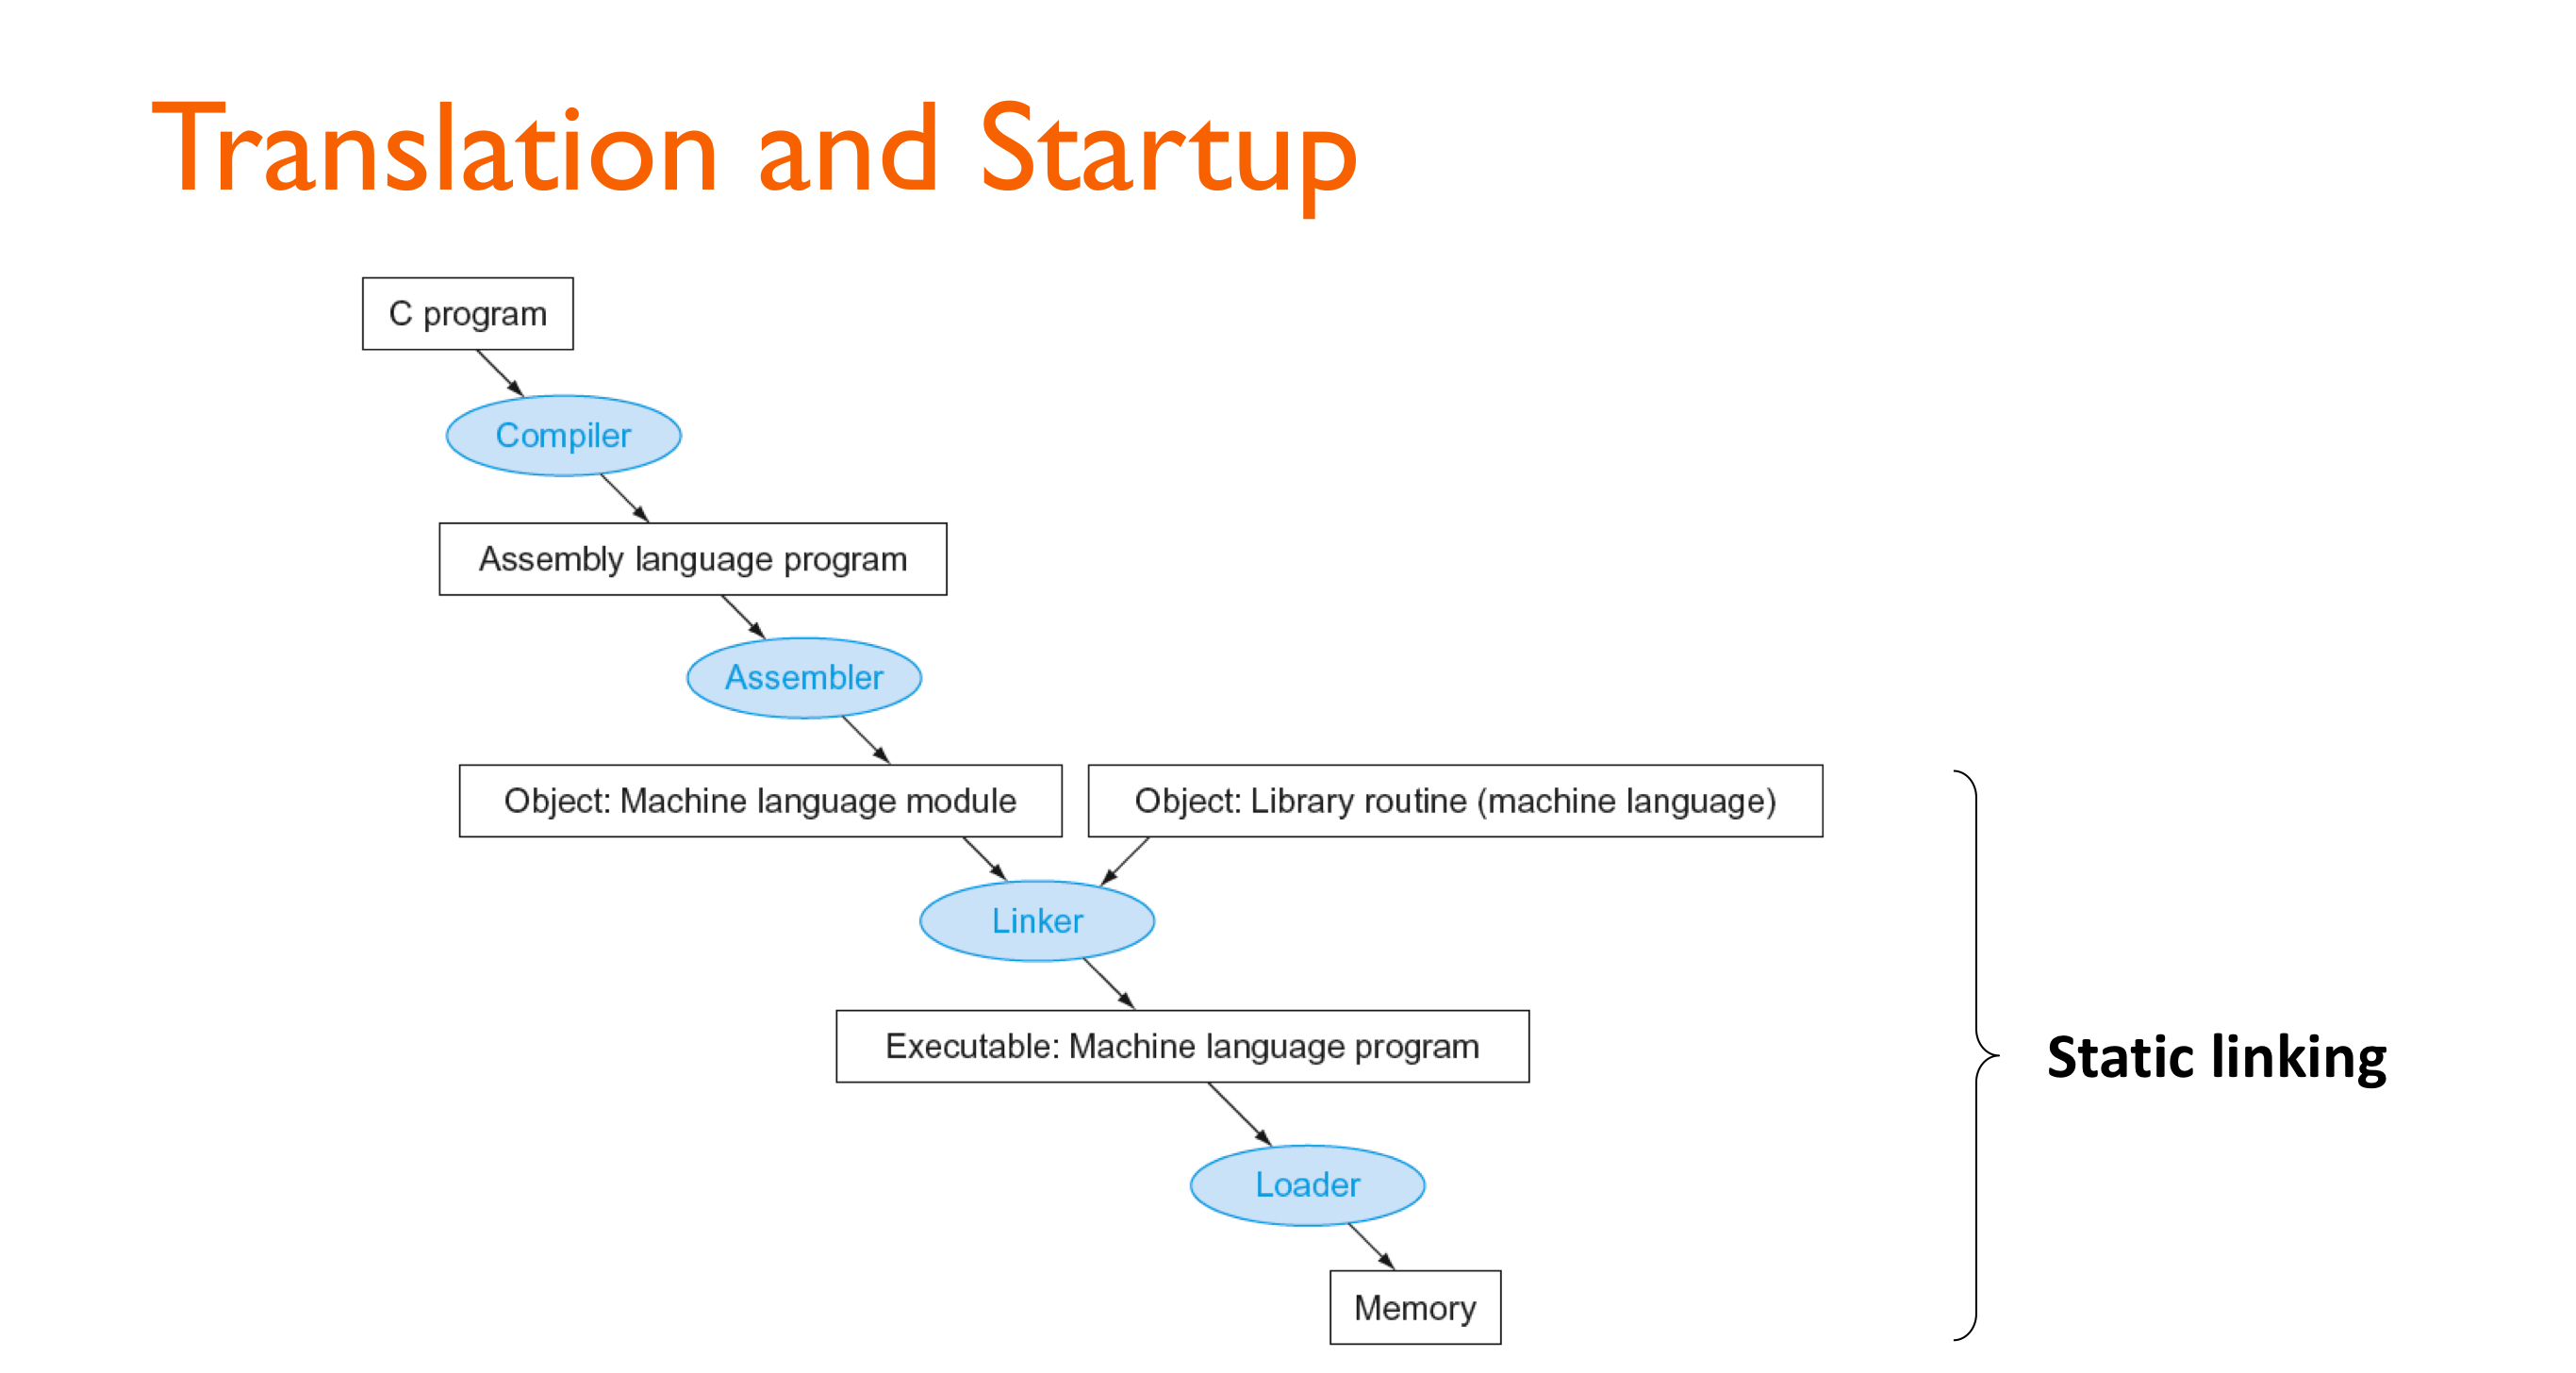 Translation and Startup
C program
Compiler
Assembly language program
Assembler
Object: Machine language module
Object: Library routine (machine language)
Linker
Executable: Machine language program
Static linking
Loader
Memory